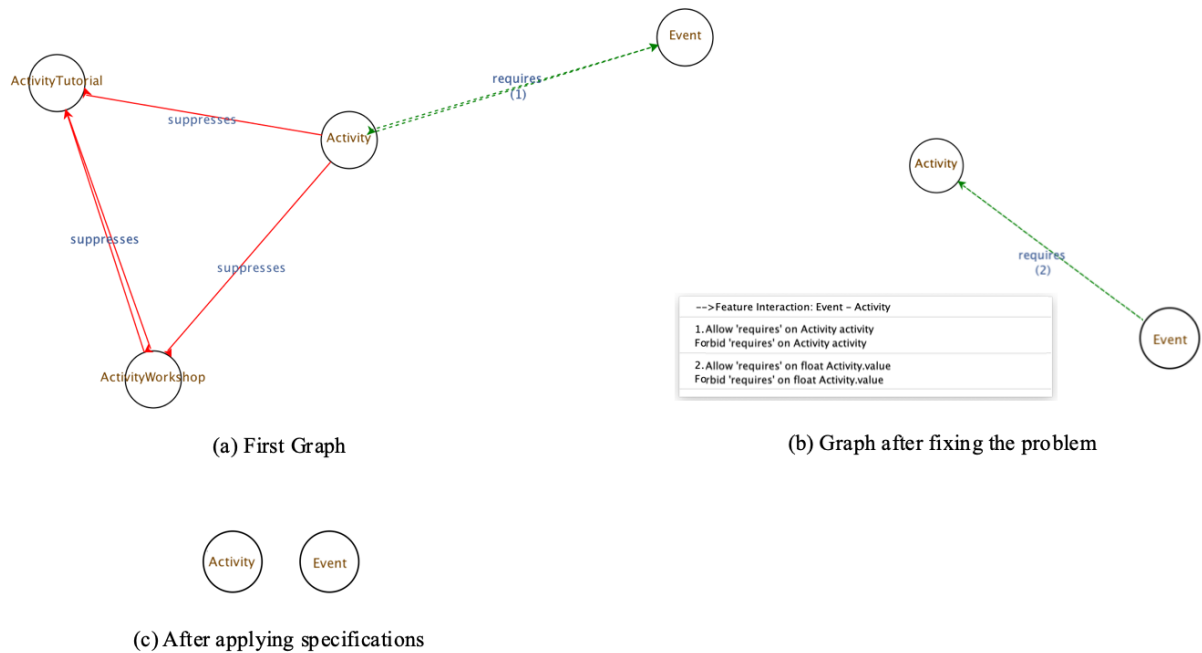 Event
ActivityTutorial
requires
(1)
suppresses
Activity
suppresses
suppresses
ActivityWorkshop
(a) First Graph
Activity
requires
(2)
-->Feature Interaction: Event - Activity
1.Allow 'requires' on Activity activity
Forbid 'requires' on Activity activity
2.Allow 'requires' on float Activity.value
Forbid 'requires' on float Activity.value
Event
(b) Graph after fixing the problem
Activity
Event
(c) After applying specifications